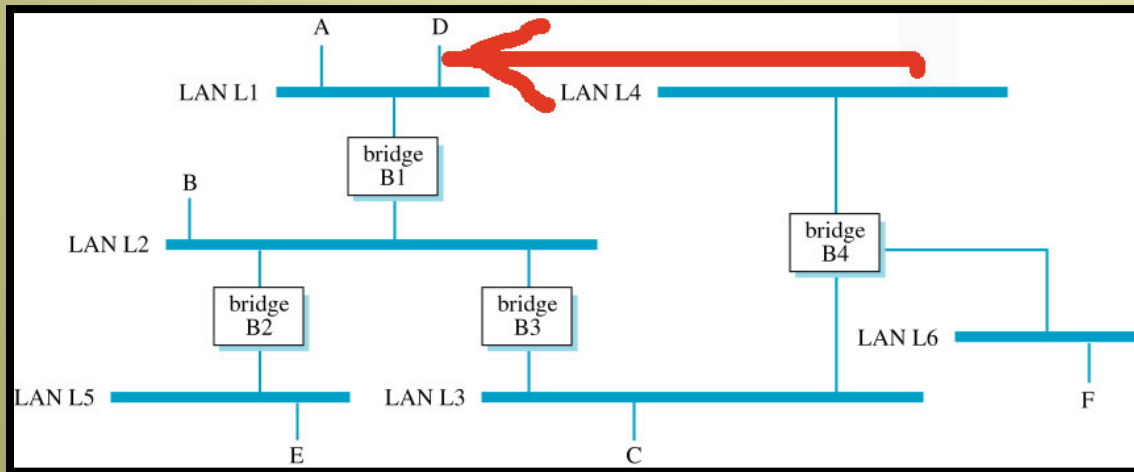 A
D
LAN L1
LAN L4
bridge
B1
B
LAN L2
bridge
B4
bridge
B2
bridge
B3
LAN L6
LAN L5
LAN L3
F
E
C